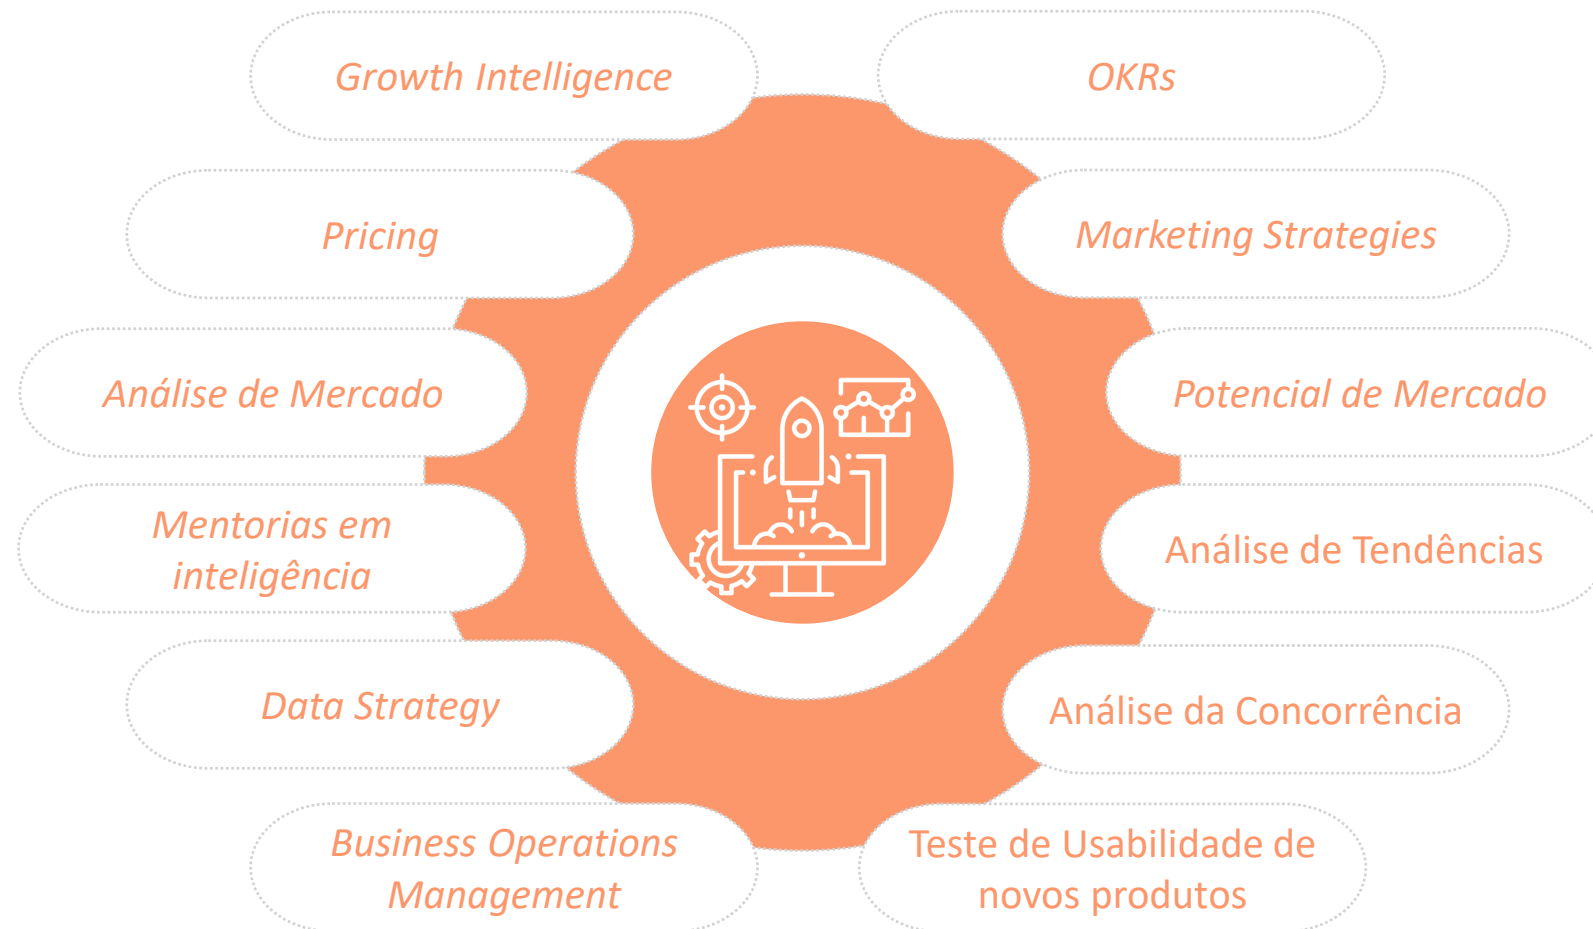 Growth Intelligence
OKRs
Pricing
Marketing Strategies
Análise de Mercado
Potencial de Mercado
Mentorias em
inteligência
Análise de Tendências
Data Strategy
Análise da Concorrência
Business Operations
Management
Teste de Usabilidade de
novos produtos